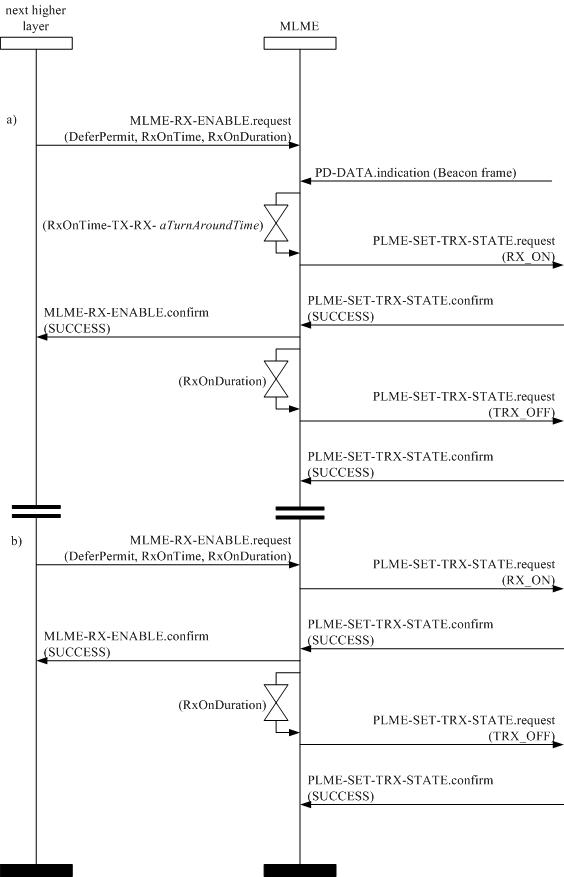 next higher
layer
MLME
a)
MLME-RX-ENABLE.request
(DeferPermit, RxOnTime, RxOnDuration)
PD-DATA.indication (Beacon frame)
(RxOnTime-TX-RX- aTurnAroundTime)
PLME-SET-TRX-STATE.request
(RX_ON)
MLME-RX-ENABLE.confirm
(SUCCESS)
PLME-SET-TRX-STATE.confirm
(SUCCESS)
(RxOnDuration)
PLME-SET-TRX-STATE.request
(TRX_OFF)
PLME-SET-TRX-STATE.confirm
(SUCCESS)
b)
MLME-RX-ENABLE.request
(DeferPermit, RxOnTime, RxOnDuration)
PLME-SET-TRX-STATE.request
(RX_ON)
MLME-RX-ENABLE.confirm
(SUCCESS)
PLME-SET-TRX-STATE.confirm
(SUCCESS)
(RxOnDuration)
PLME-SET-TRX-STATE.request
(TRX_OFF)
PLME-SET-TRX-STATE.confirm
(SUCCESS)